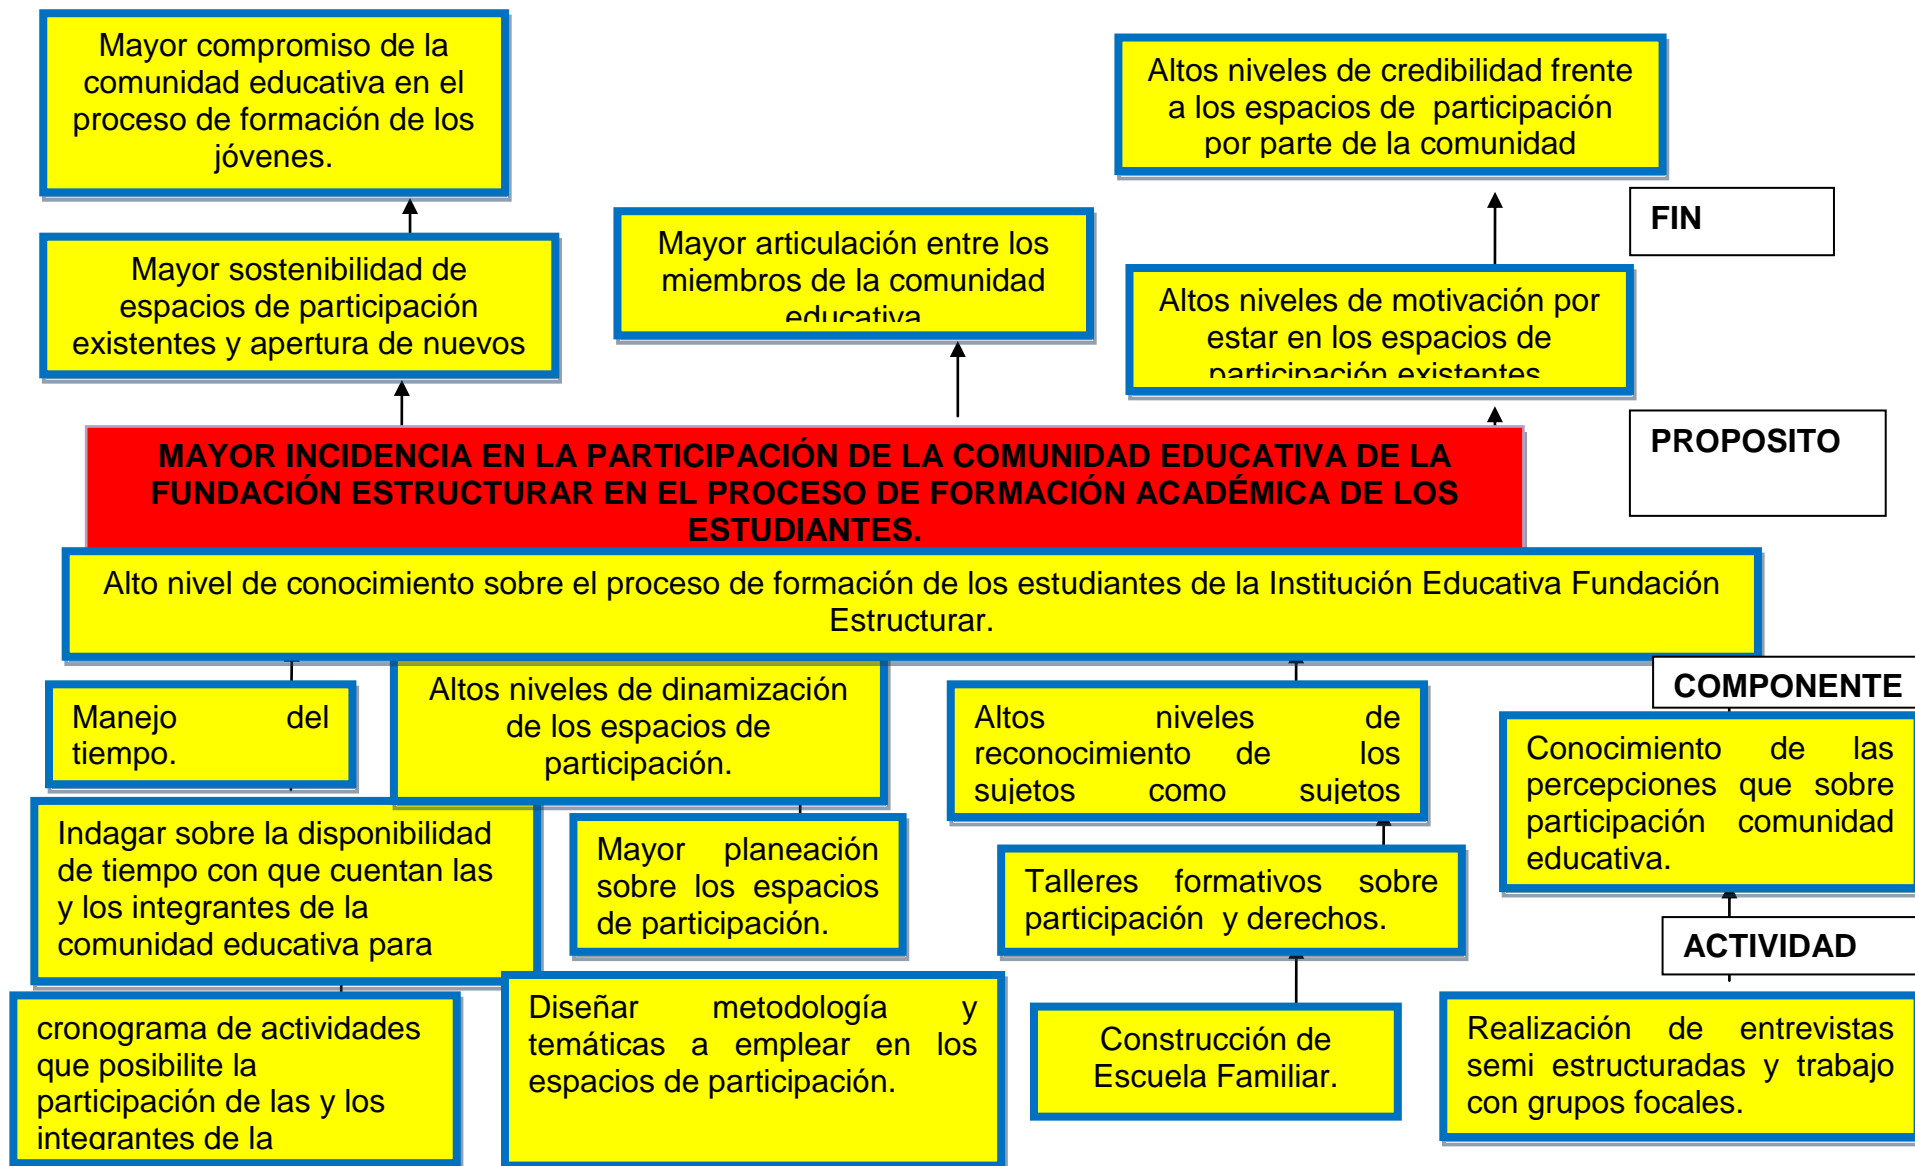 Mayor compromiso de la
comunidad educativa en el
proceso de formación de los
jóvenes.
Altos niveles de credibilidad frente
a los espacios de participación
por parte de la comunidad
FIN
Mayor sostenibilidad de
espacios de participación
existentes y apertura de nuevos
Mayor articulación entre los
miembros de la comunidad
educativa
Altos niveles de motivación por
estar en los espacios de
participación existentes
PROPOSITO
MAYOR INCIDENCIA EN LA PARTICIPACIÓN DE LA COMUNIDAD EDUCATIVA DE LA
FUNDACIÓN ESTRUCTURAR EN EL PROCESO DE FORMACIÓN ACADÉMICA DE LOS
ESTUDIANTES.
Alto nivel de conocimiento sobre el proceso de formación de los estudiantes de la Institución Educativa Fundación
Estructurar.
COMPONENTE
Manejo del
tiempo.
Altos niveles de dinamización
de los espacios de
participación.
Altos niveles de
reconocimiento de los
sujetos como sujetos
Conocimiento de las
percepciones que sobre
participación comunidad
educativa.
Indagar sobre la disponibilidad
de tiempo con que cuentan las
y los integrantes de la
comunidad educativa para
Mayor planeación
sobre los espacios
de participación.
Talleres formativos sobre
participación y derechos.
ACTIVIDAD
cronograma de actividades
que posibilite la
participación de las y los
integrantes de la
Diseñar metodología y
temáticas a emplear en los
espacios de participación.
Construcción de
Escuela Familiar.
Realización de entrevistas
semi estructuradas y trabajo
con grupos focales.